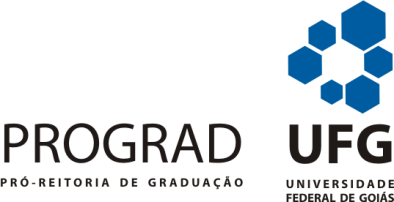 PROGRAD
PRÓ-REITORIA DE GRADUAÇÃO
UFG
UNIVERSIDADE
FEDERAL DE GOIÁS